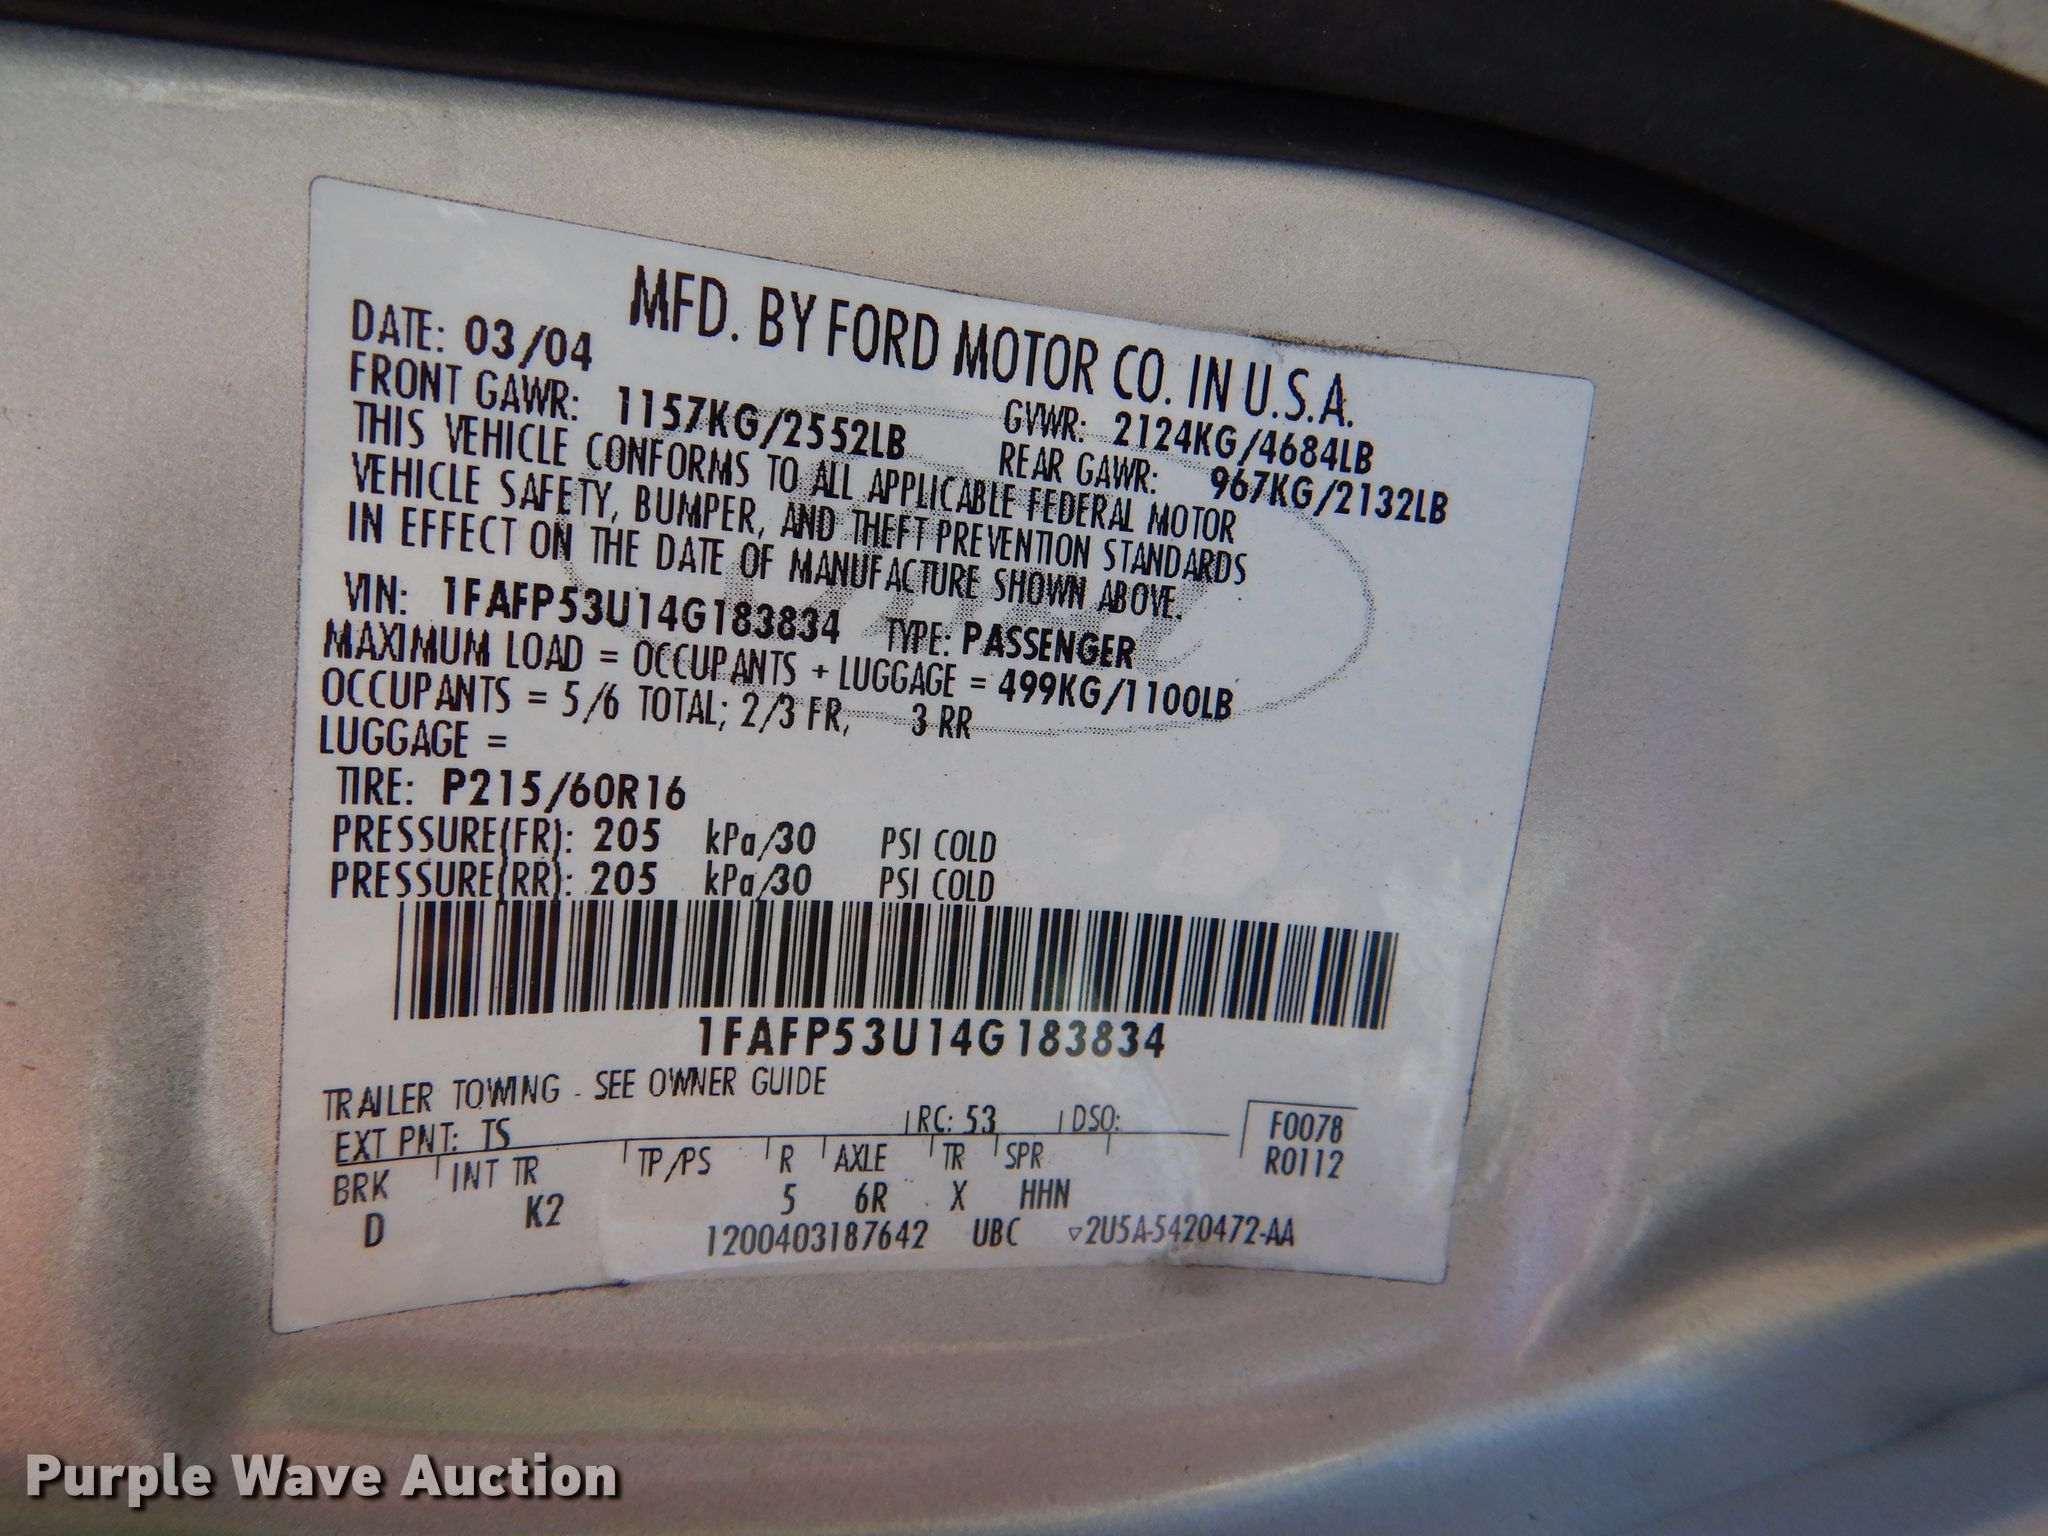 MFD. BY FORD MOTOR CO. IN U.S.A.
DATE: 03/04 GVWR: 2124KG/4684LB
FRONT GAWR: 1157KG/2552LB REAR GAWR: 967KG/2132LB
THIS VEHICLE CONFORMS TO ALL APPLICABLE FEDERAL MOTOR
VEHICLE SAFETY, BUMPER, AND THEFT PREVENTION STANDARDS
IN EFFECT ON THE DATE OF MANUFACTURE SHOWN ABOVE.
VIN: 1FAFP53U14G183834 TYPE: PASSENGER
MAXIMUM LOAD = OCCUPANTS + LUGGAGE = 499KG/1100LB
OCCUPANTS = 5/6 TOTAL; 2/3 FR, 3 RR
LUGGAGE =
TIRE: P215/60R16
PRESSURE(FR): 205 kPa/30 PSI COLD
PRESSURE(RR): 205 kPa/30 PSI COLD
1FAFP53U14G183834
TRAILER TOWING - SEE OWNER GUIDE
EXT PNT: TS RC: 53 DSO: F0078
BRK INT TR TP/PS R AXLE TR SPR R0112
D K2 5 6R X HHN
1200403187642 UBC ▽2U5A-5420472-AA
Purple Wave Auction